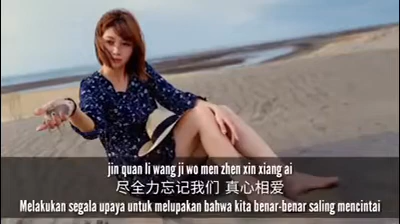 jin quan li wang ji wo men zhen xin xiang ai
尽全力忘记我们 真心相爱
Melakukan segala upaya untuk melupakan bahwa kita benar-benar saling mencintai